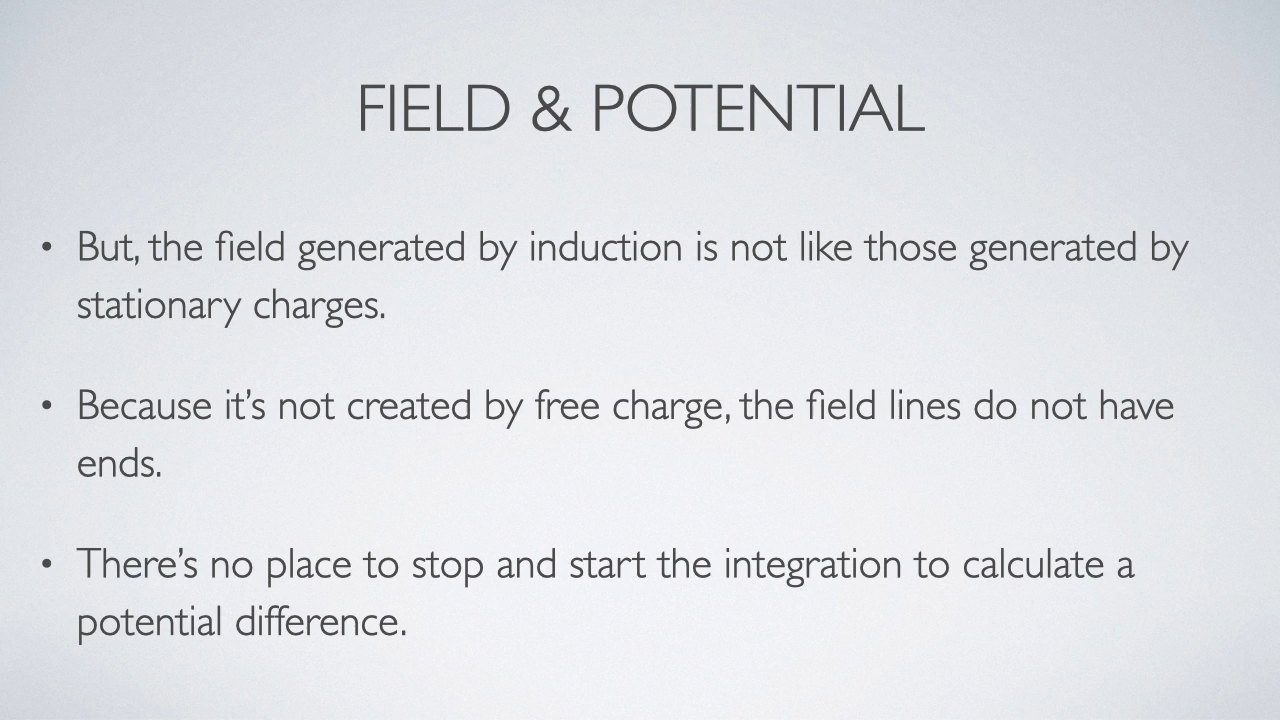 FIELD & POTENTIAL
• But, the field generated by induction is not like those generated by
stationary charges.
• Because it’s not created by free charge, the field lines do not have
ends.
• There’s no place to stop and start the integration to calculate a
potential difference.